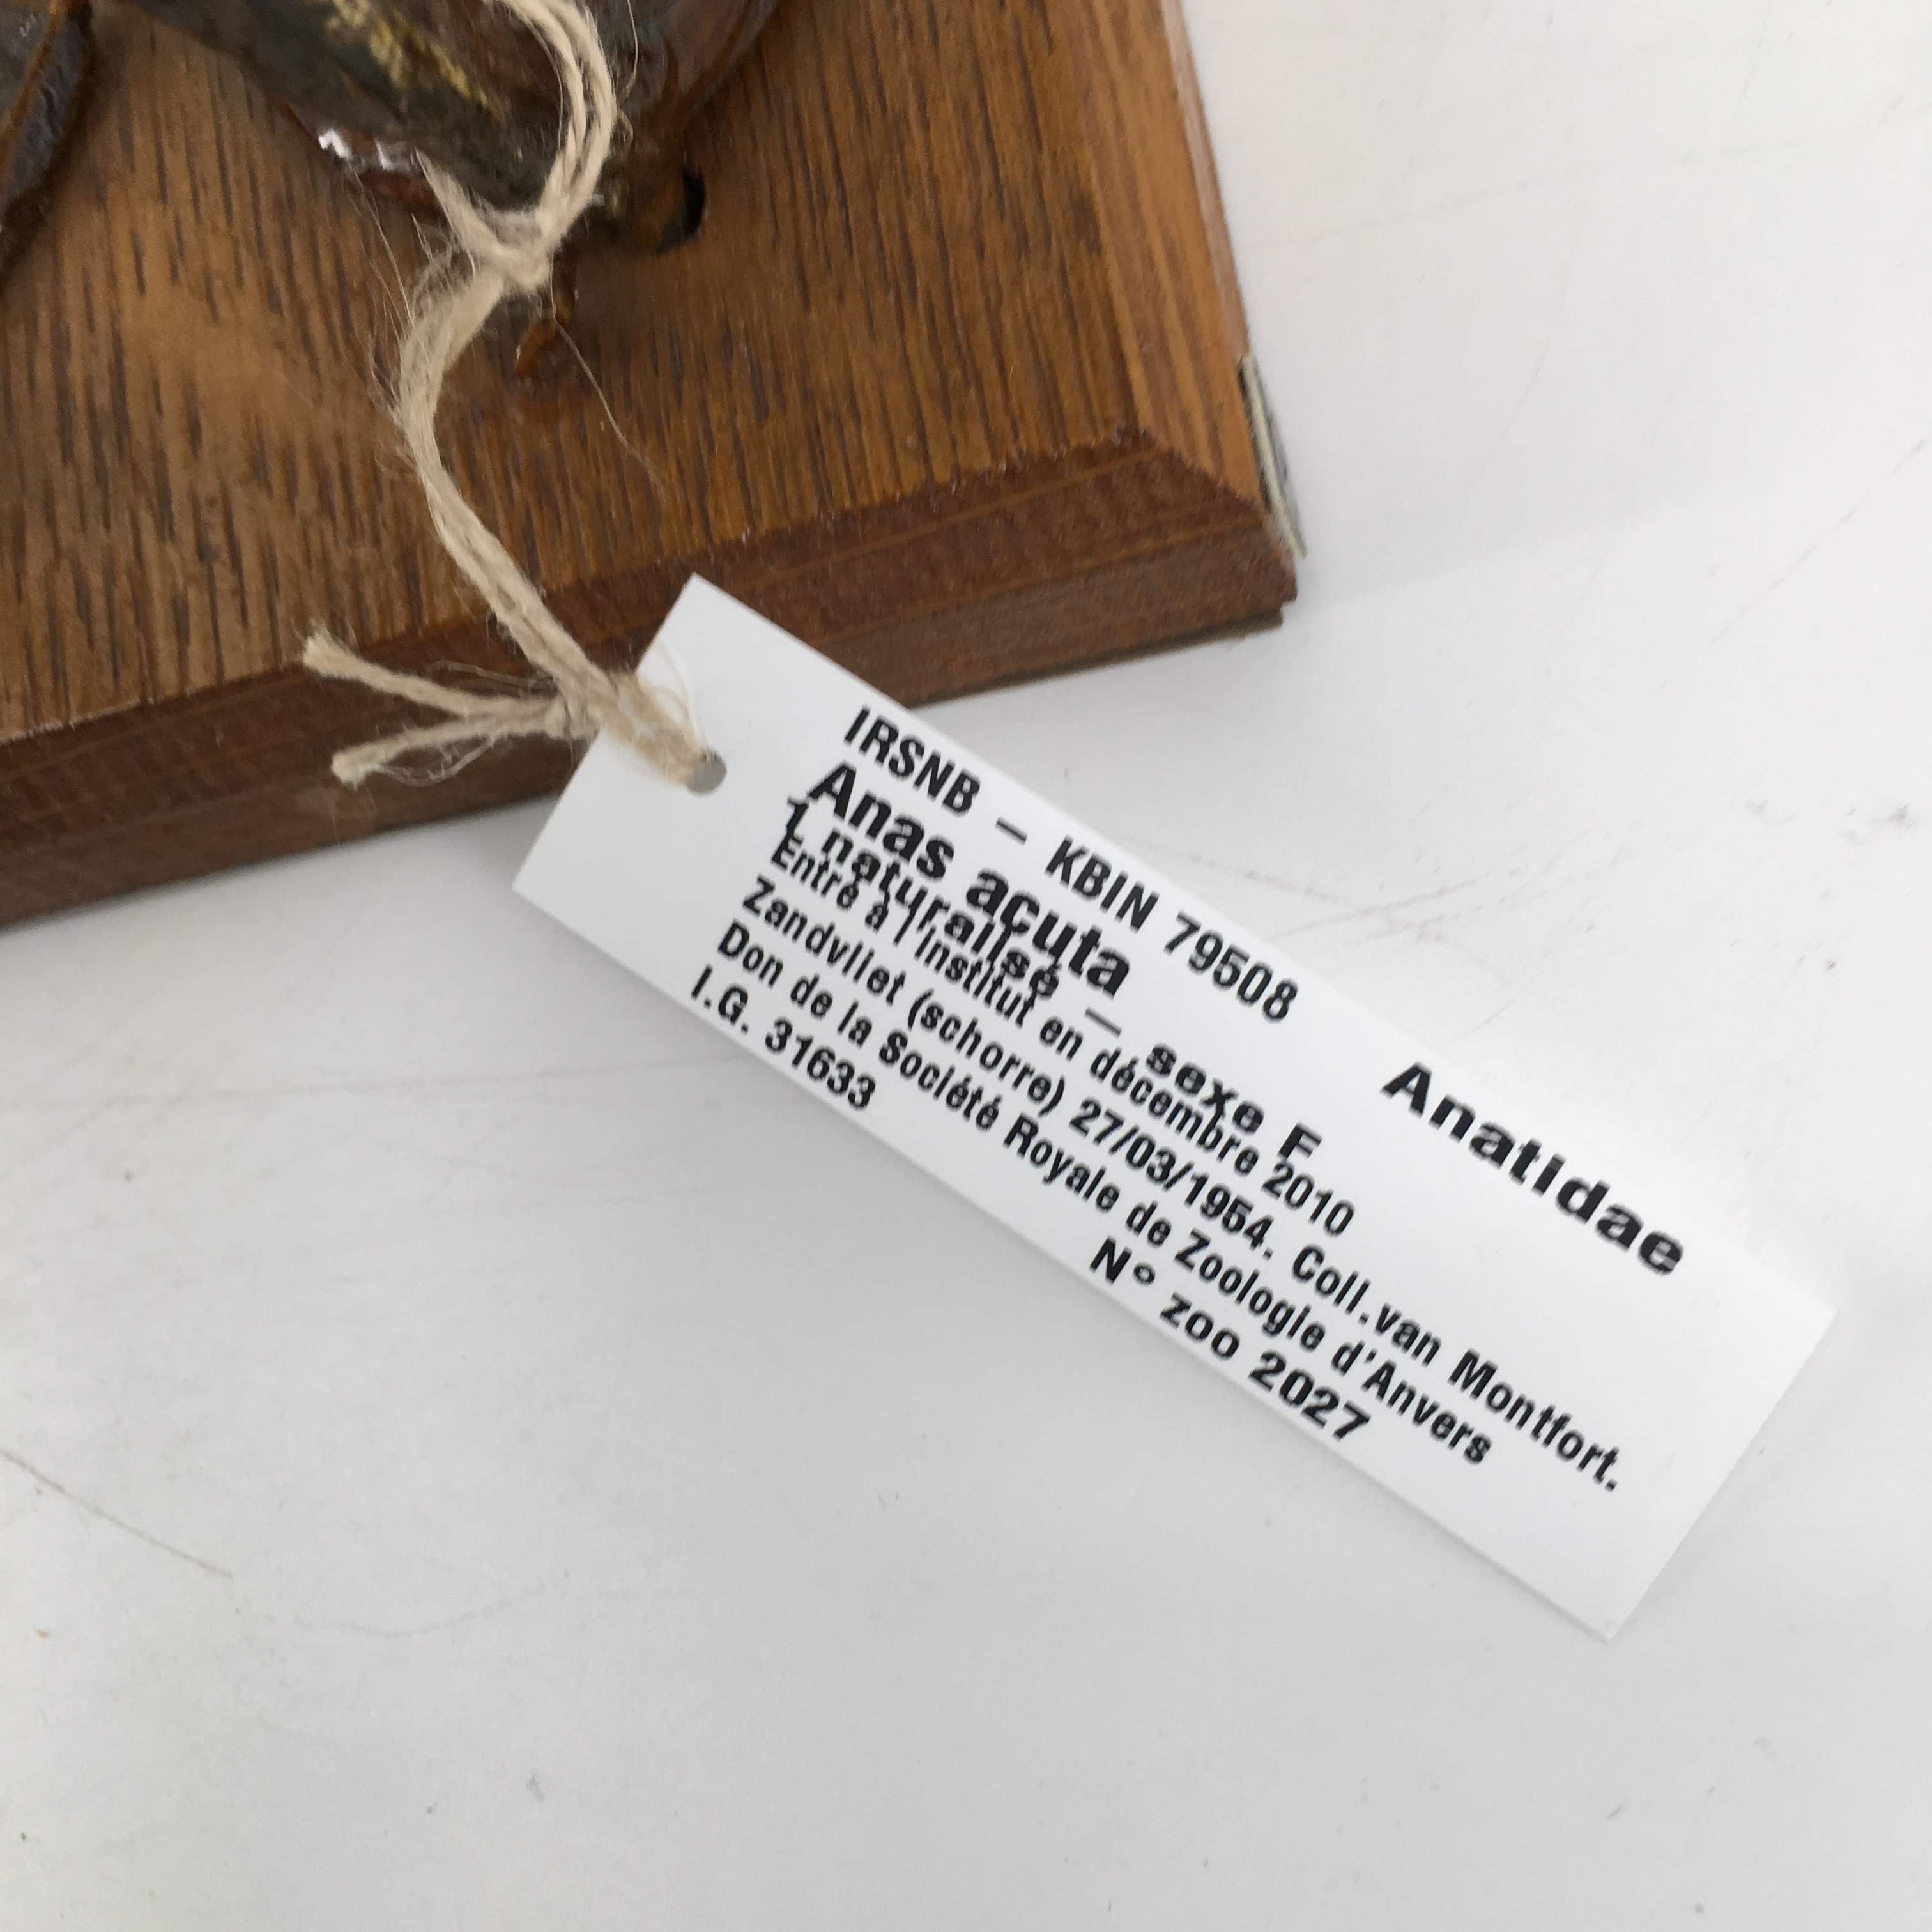 IRSNB – KBIN 79508 Anatidae
Anas acuta
1 naturalisé – sexe F
Entré à l'Institut en décembre 2010
Zandvliet (schorre) 27/03/1954. Coll.van Montfort.
Don de la Société Royale de Zoologie d'Anvers
I.G. 31633 N° zoo 2027